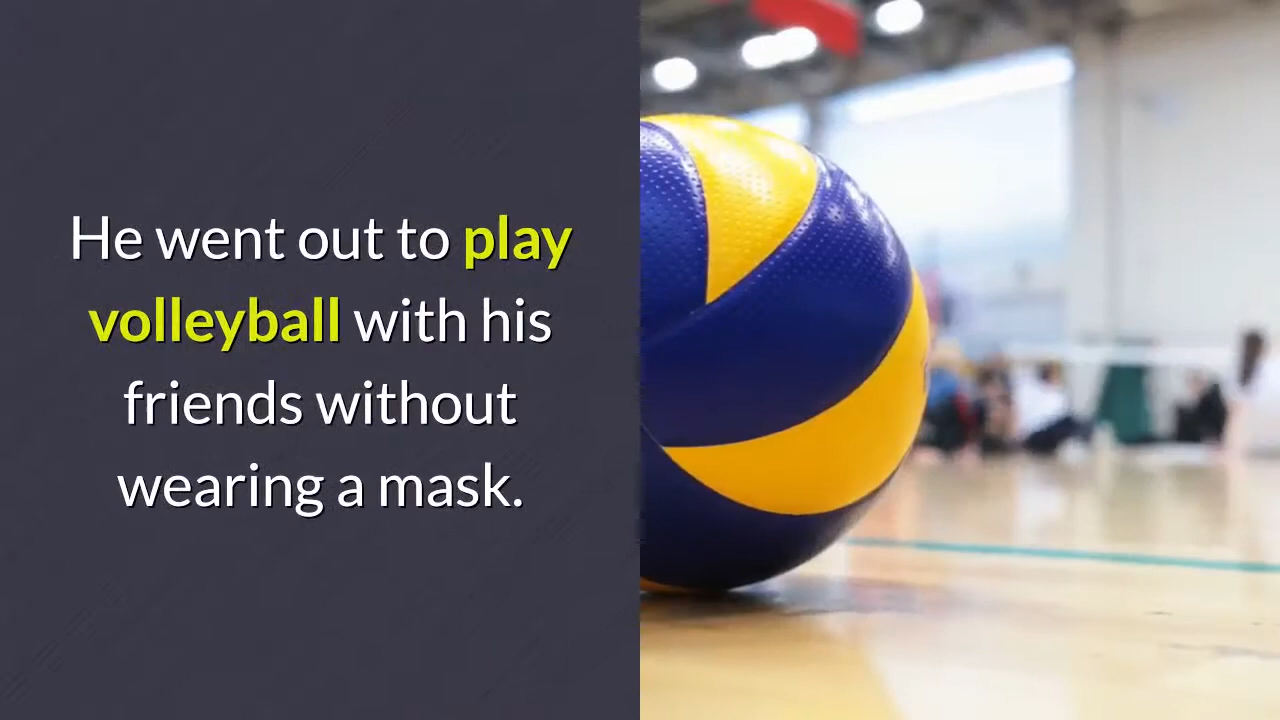 He went out to play
volleyball with his
friends without
wearing a mask.